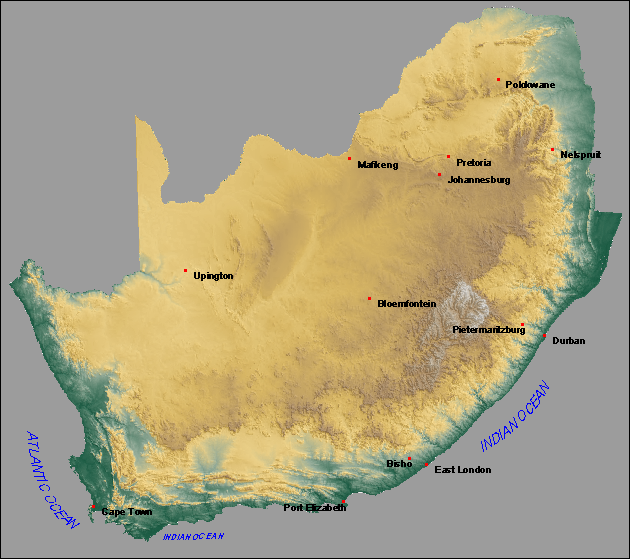 Polokwane
Nelspruit
Mafikeng
Pretoria
Johannesburg
Upington
Bloemfontein
Pietermaritzburg
Durban
INDIAN OCEAN
ATLANTIC OCEAN
Bisho
East London
Port Elizabeth
Cape Town
INDIAN OCEAN